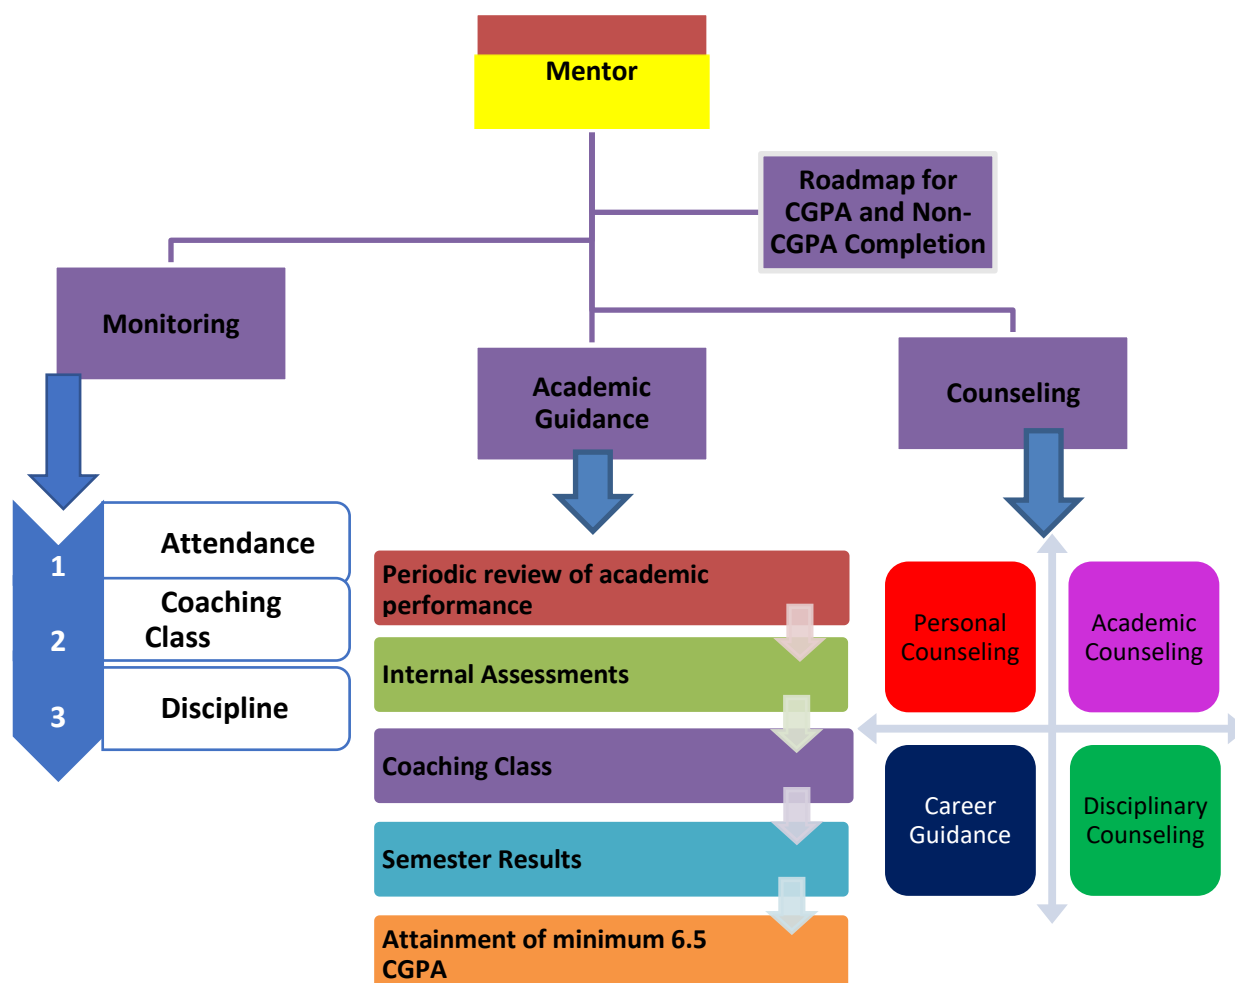 Mentor
Roadmap for
CGPA and Non-
CGPA Completion
Monitoring
Academic
Guidance
Counseling
1
Attendance
2
Coaching
Class
3
Discipline
Periodic review of academic
performance
Internal Assessments
Coaching Class
Semester Results
Attainment of minimum 6.5
CGPA
Personal
Counseling
Academic
Counseling
Career
Guidance
Disciplinary
Counseling